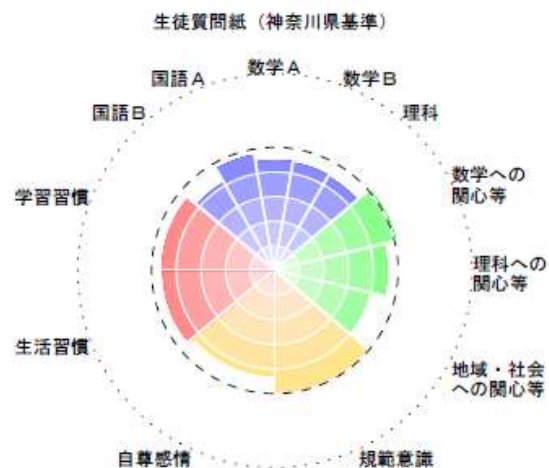 生徒質問紙（神奈川県基準）
数学A
国語A
数学B
国語B
理科
数学への
関心等
学習習慣
理科への
関心等
生活習慣
地域・社会
への関心等
自尊感情
規範意識